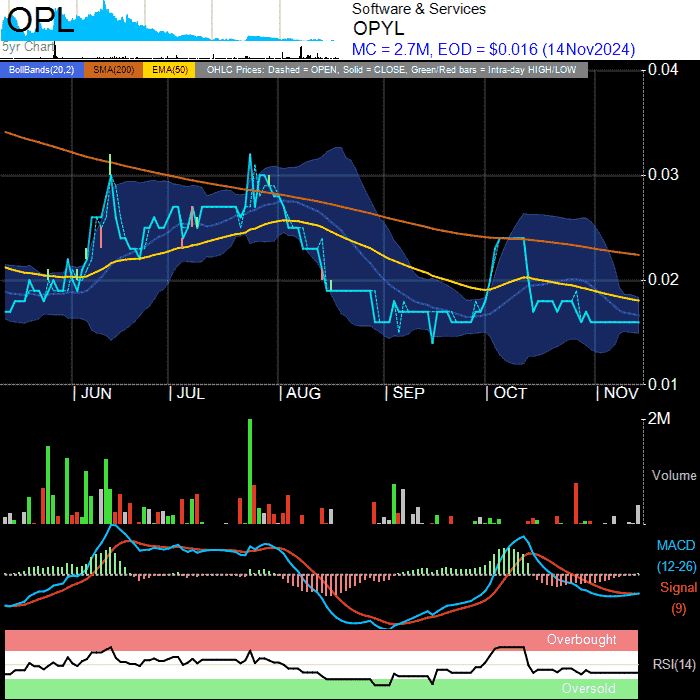 OPL
Software & Services
OPYL
5yr Chart
MC = 2.7M, EOD = $0.016 (14Nov2024)
BollBands(20,2) SMA(200) EMA(50) OHLC Prices: Dashed = OPEN, Solid = CLOSE, Green/Red bars = Intra-day HIGH/LOW
0.04
0.03
0.02
0.01
JUN JUL AUG SEP OCT NOV
2M
Volume
MACD
(12-26)
Signal
(9)
Overbought
RSI(14)
Oversold